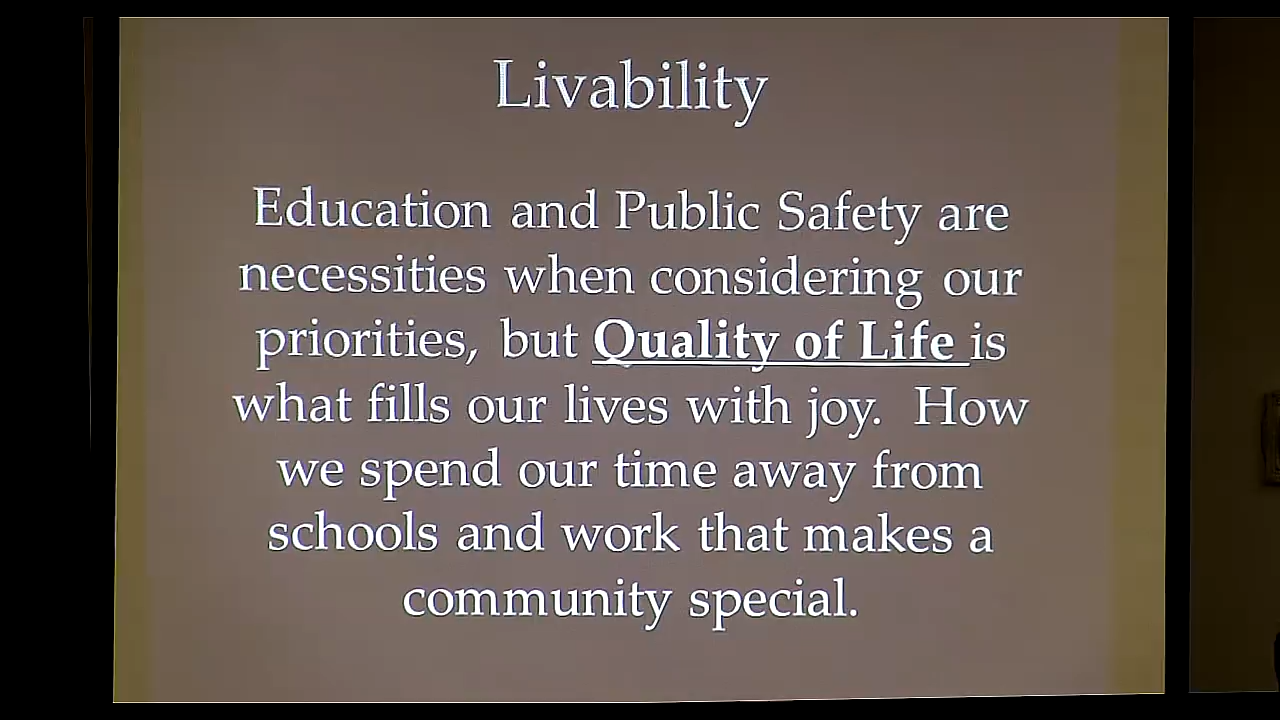 Livability
Education and Public Safety are
necessities when considering our
priorities, but Quality of Life is
what fills our lives with joy.  How
we spend our time away from
schools and work that makes a
community special.